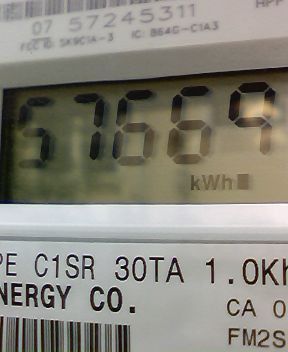 07 57245311
FCC ID: SK9C1A-3 IC: 864G-C1A3
57669
kWh
PE C1SR 30TA 1.0Kh
NERGY CO.
CA 0
FM2S